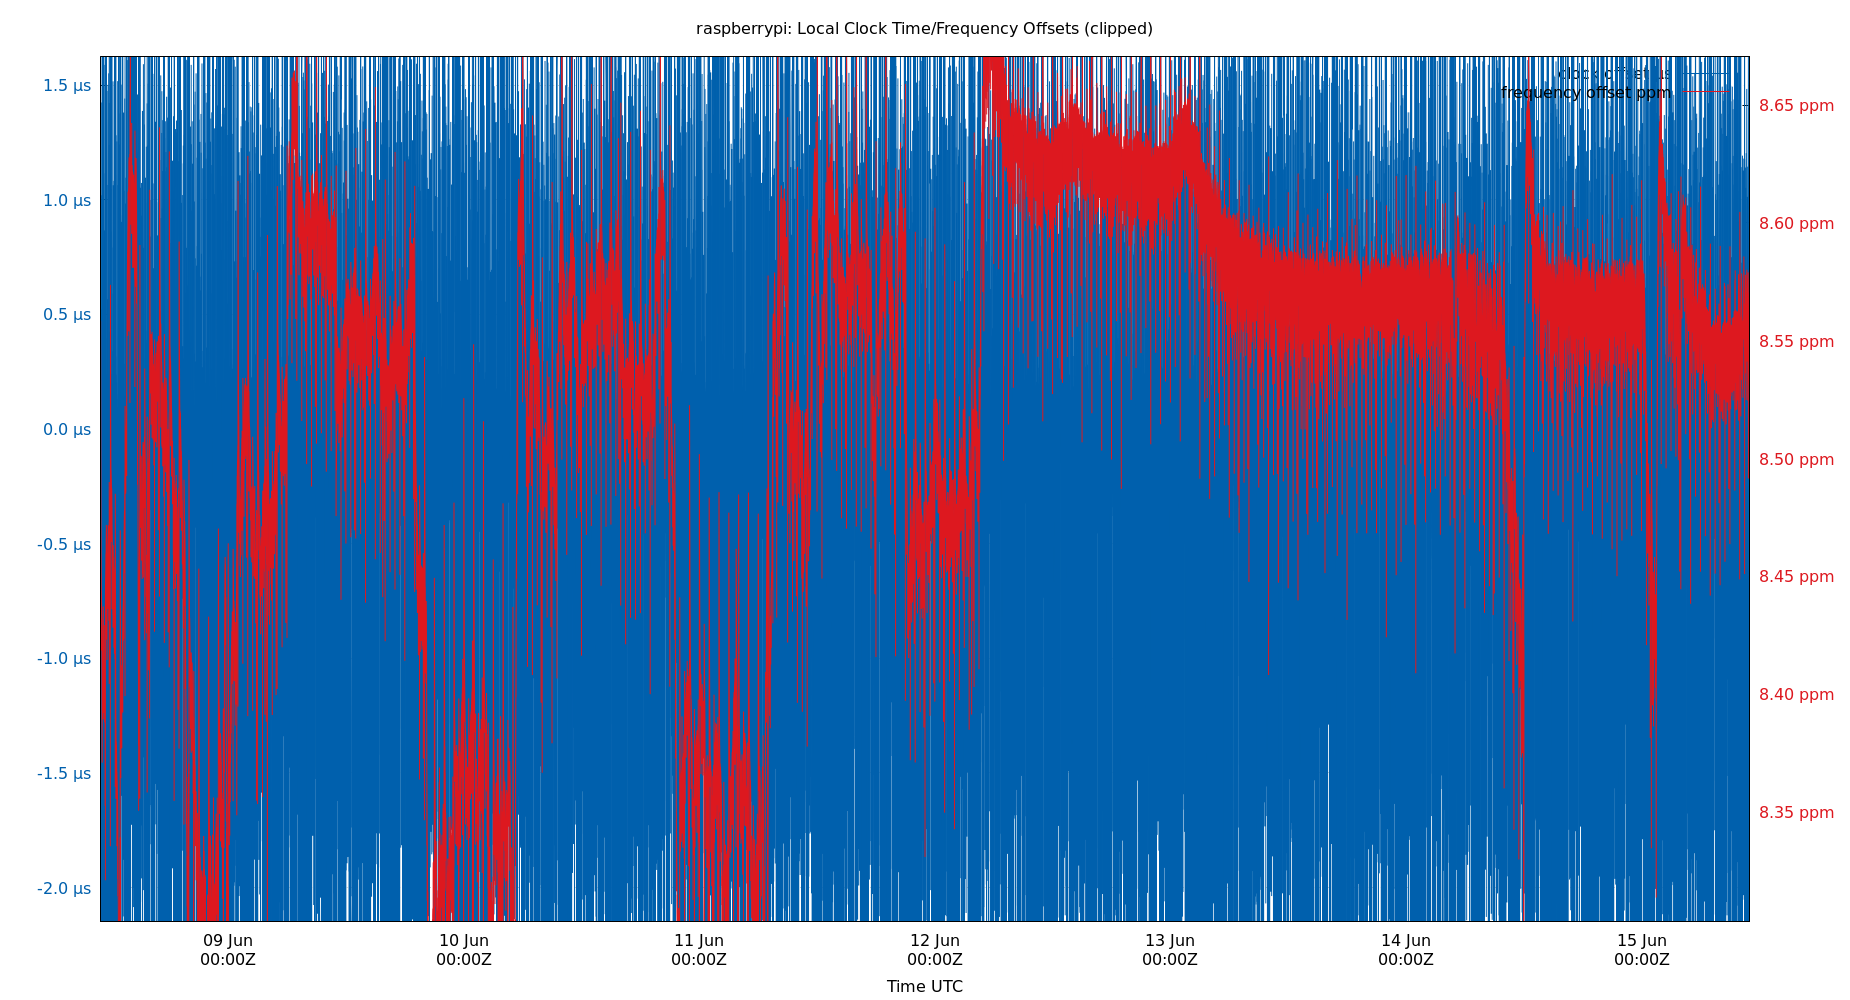 raspberrypi: Local Clock Time/Frequency Offsets (clipped)
clock offset µs
frequency offset ppm
1.5 µs
1.0 µs
0.5 µs
0.0 µs
-0.5 µs
-1.0 µs
-1.5 µs
-2.0 µs
8.65 ppm
8.60 ppm
8.55 ppm
8.50 ppm
8.45 ppm
8.40 ppm
8.35 ppm
09 Jun 10 Jun 11 Jun 12 Jun 13 Jun 14 Jun 15 Jun
00:00Z 00:00Z 00:00Z 00:00Z 00:00Z 00:00Z 00:00Z
Time UTC